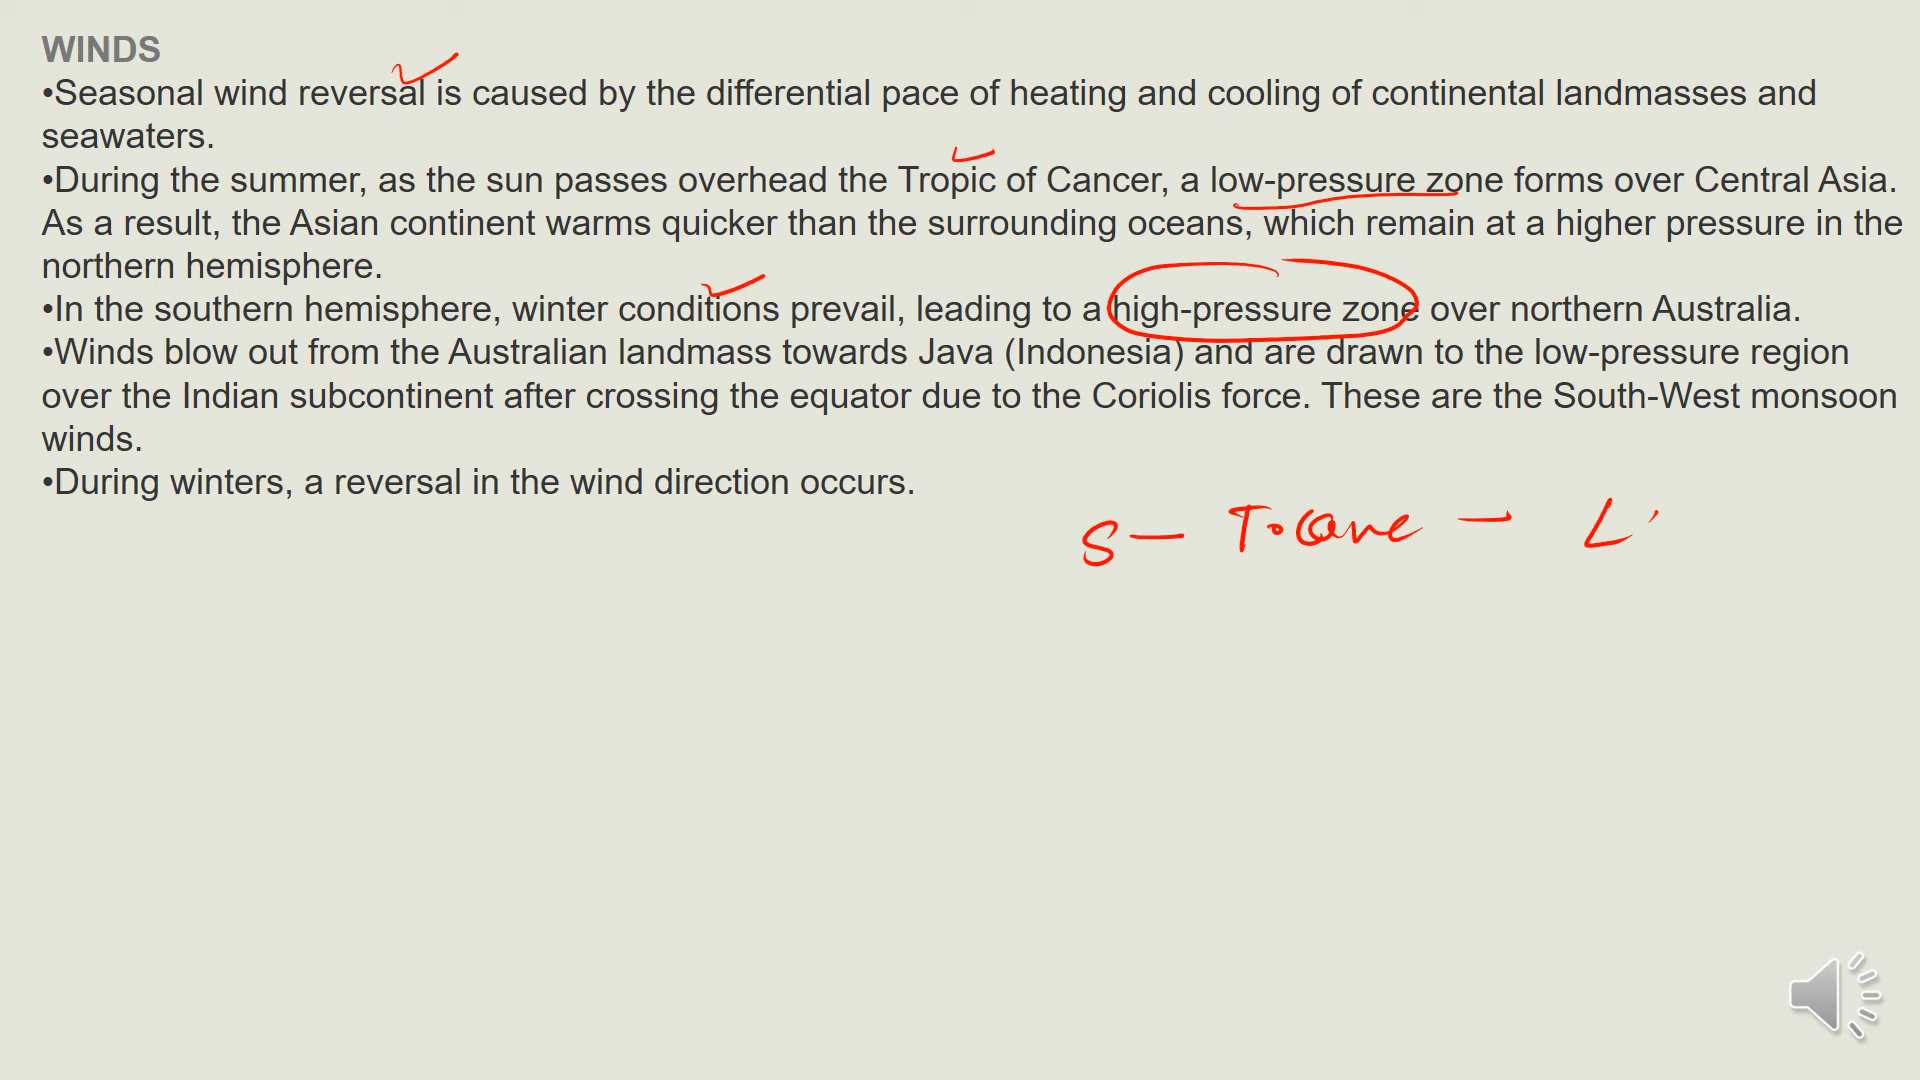 WINDS
•Seasonal wind reversal is caused by the differential pace of heating and cooling of continental landmasses and
seawaters.
•During the summer, as the sun passes overhead the Tropic of Cancer, a low-pressure zone forms over Central Asia.
As a result, the Asian continent warms quicker than the surrounding oceans, which remain at a higher pressure in the
northern hemisphere.
•In the southern hemisphere, winter conditions prevail, leading to a high-pressure zone over northern Australia.
•Winds blow out from the Australian landmass towards Java (Indonesia) and are drawn to the low-pressure region
over the Indian subcontinent after crossing the equator due to the Coriolis force. These are the South-West monsoon
winds.
•During winters, a reversal in the wind direction occurs.
S — — L